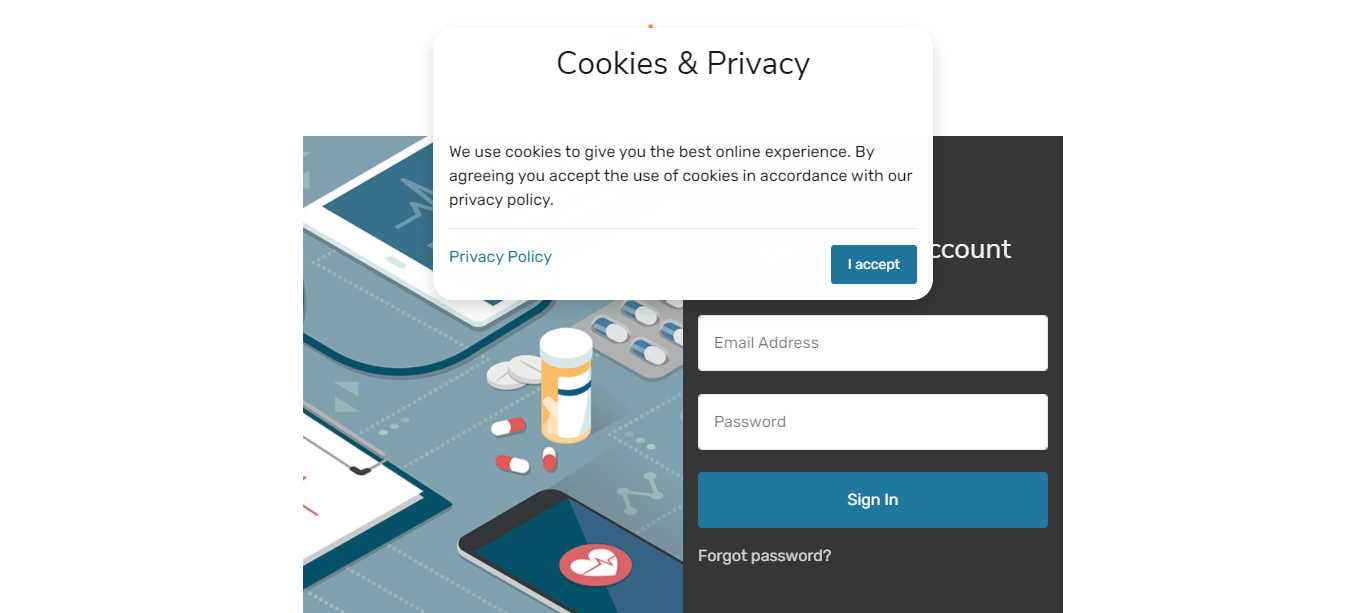 Cookies & Privacy
We use cookies to give you the best online experience. By
agreeing you accept the use of cookies in accordance with our
privacy policy.
Privacy Policy
I accept
Email Address
Password
Sign In
Forgot password?